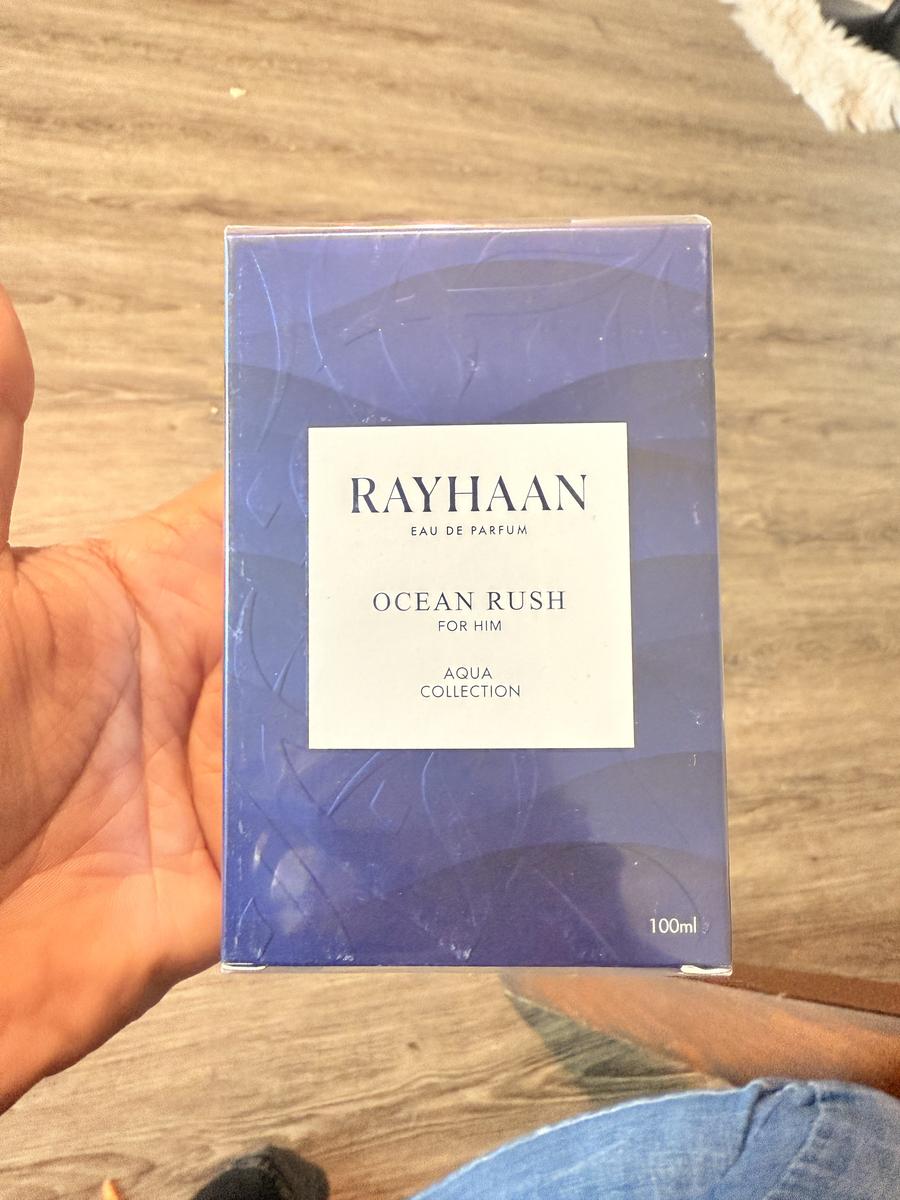 RAYHAAN
EAU DE PARFUM
OCEAN RUSH
FOR HIM
AQUA
COLLECTION
100ml